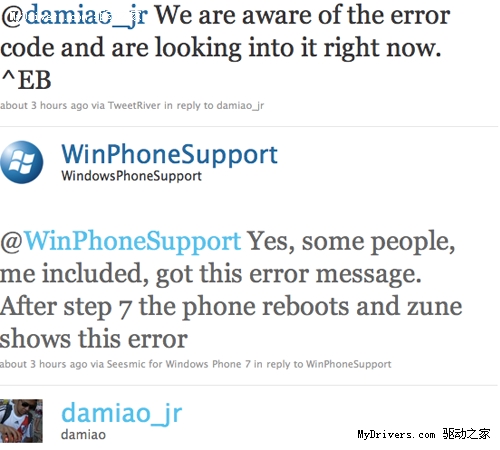 @damiao_jr We are aware of the error
code and are looking into it right now.
^EB
about 3 hours ago via TweetRiver in reply to damiao_jr
WinPhoneSupport
WindowsPhoneSupport
@WinPhoneSupport Yes, some people,
me included, got this error message.
After step 7 the phone reboots and zune
shows this error
about 3 hours ago via Seesmic for Windows Phone 7 in reply to WinPhoneSupport
damiao_jr
damiao
MyDrivers.com 驱动之家